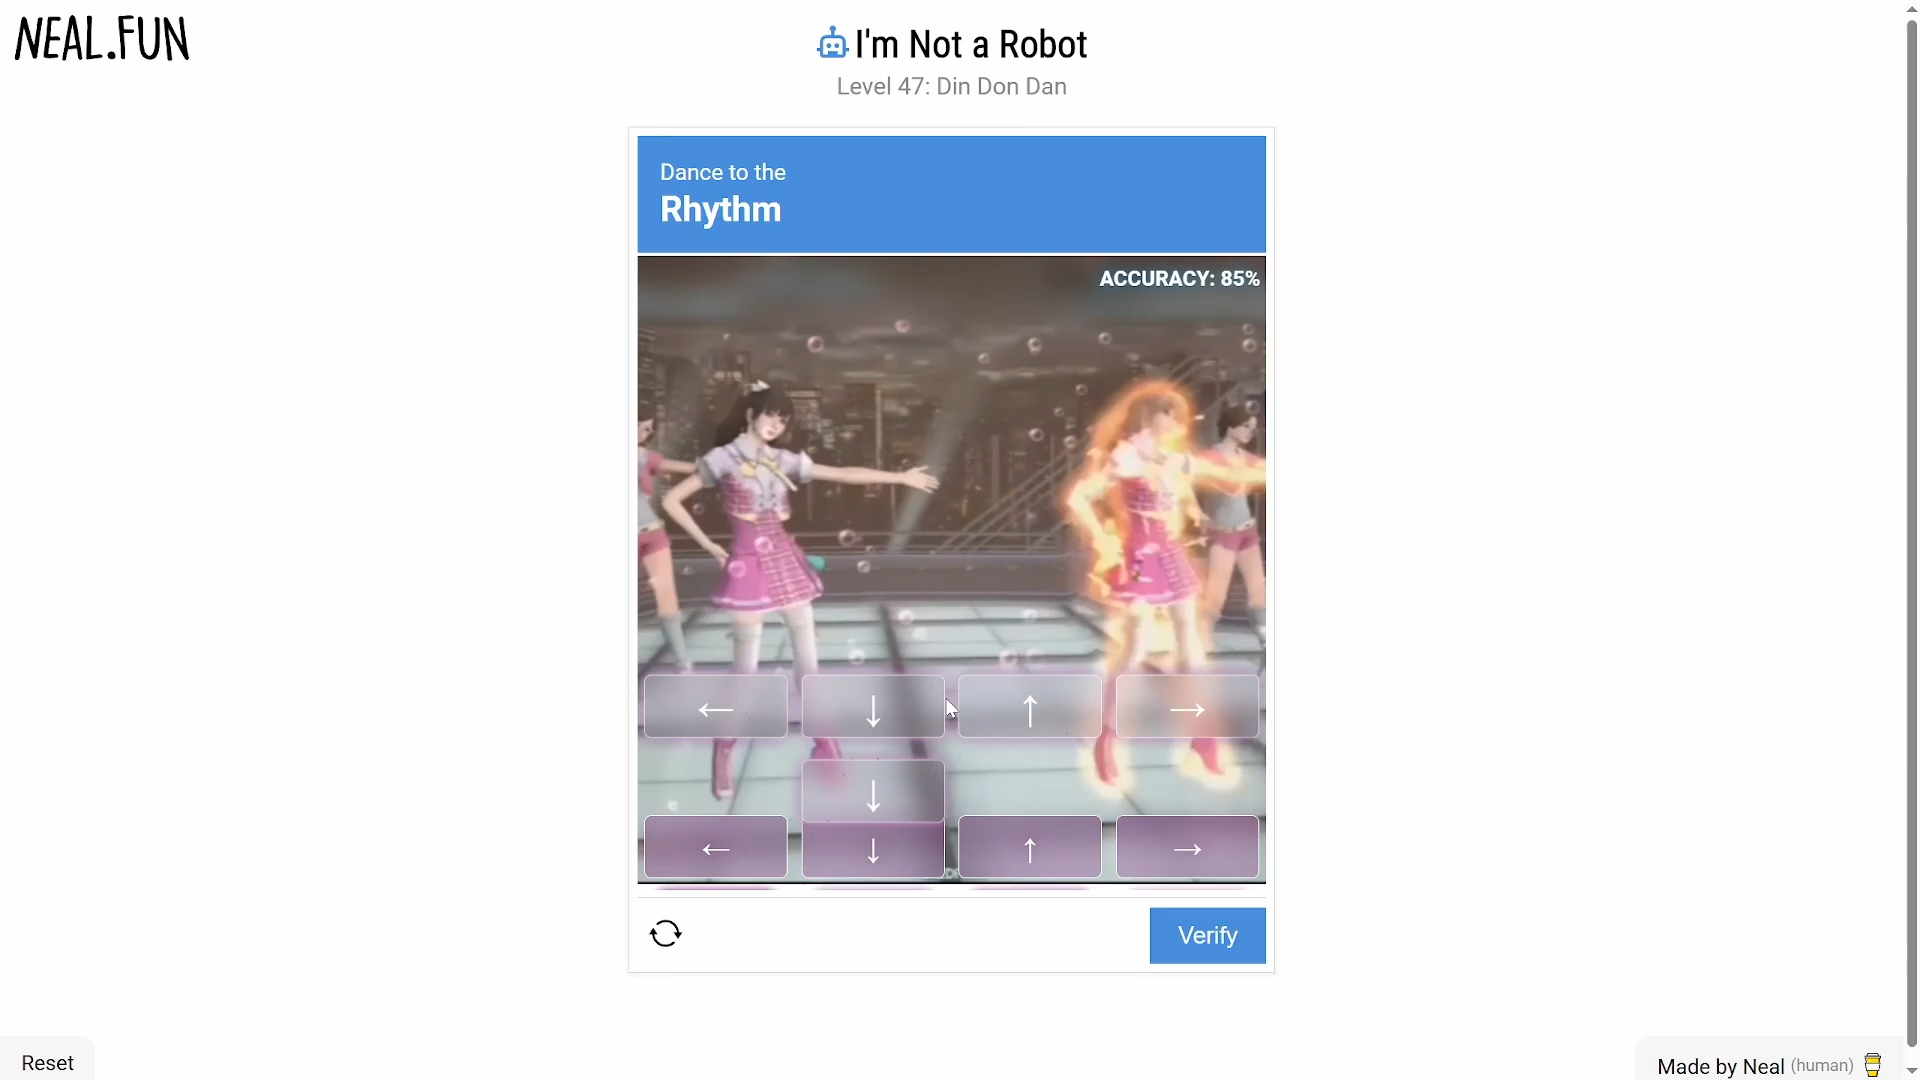 NEAL.FUN
I'm Not a Robot
Level 47: Din Don Dan
Dance to the
Rhythm
ACCURACY: 85%
← ↓ ↑ →
↓
← ↓ ↑ →
Verify
Reset
Made by Neal (human)